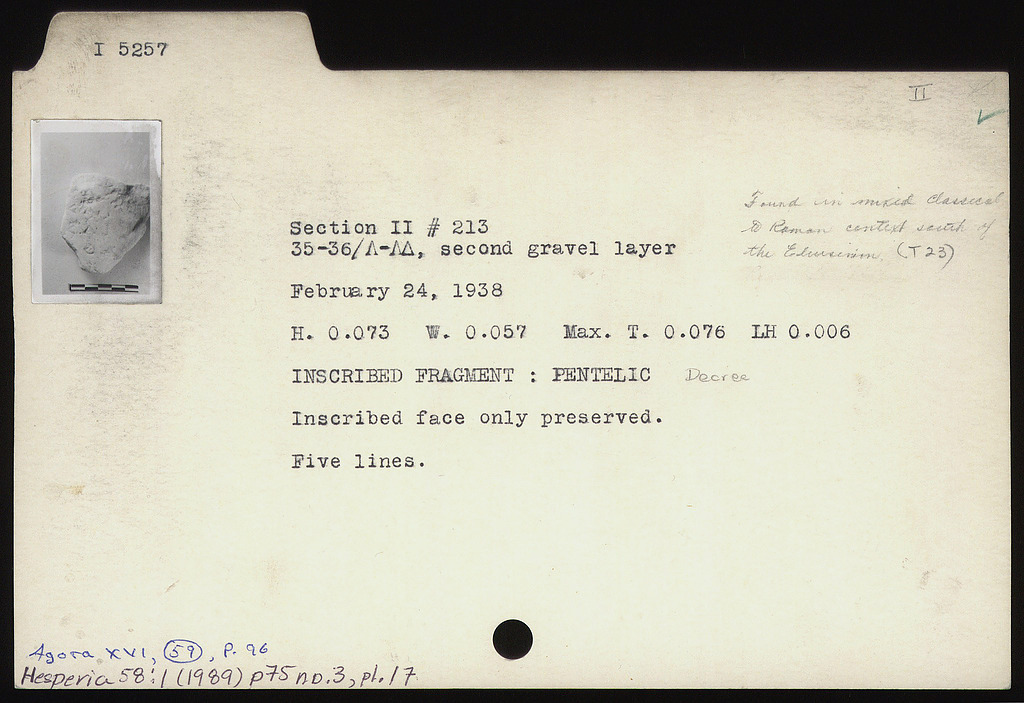 I 5257
II
Found in mixed Classical
to Roman context south of
the Eleusinion (T 23)
Section II # 213
35-36/Λ-ΛΔ, second gravel layer
February 24, 1938
H. 0.073 W. 0.057 Max. T. 0.076 LH 0.006
INSCRIBED FRAGMENT : PENTELIC Decree
Inscribed face only preserved.
Five lines.
Agora XVI, 59, P. 96
Hesperia 58:1 (1989) p75 no.3, pl.17